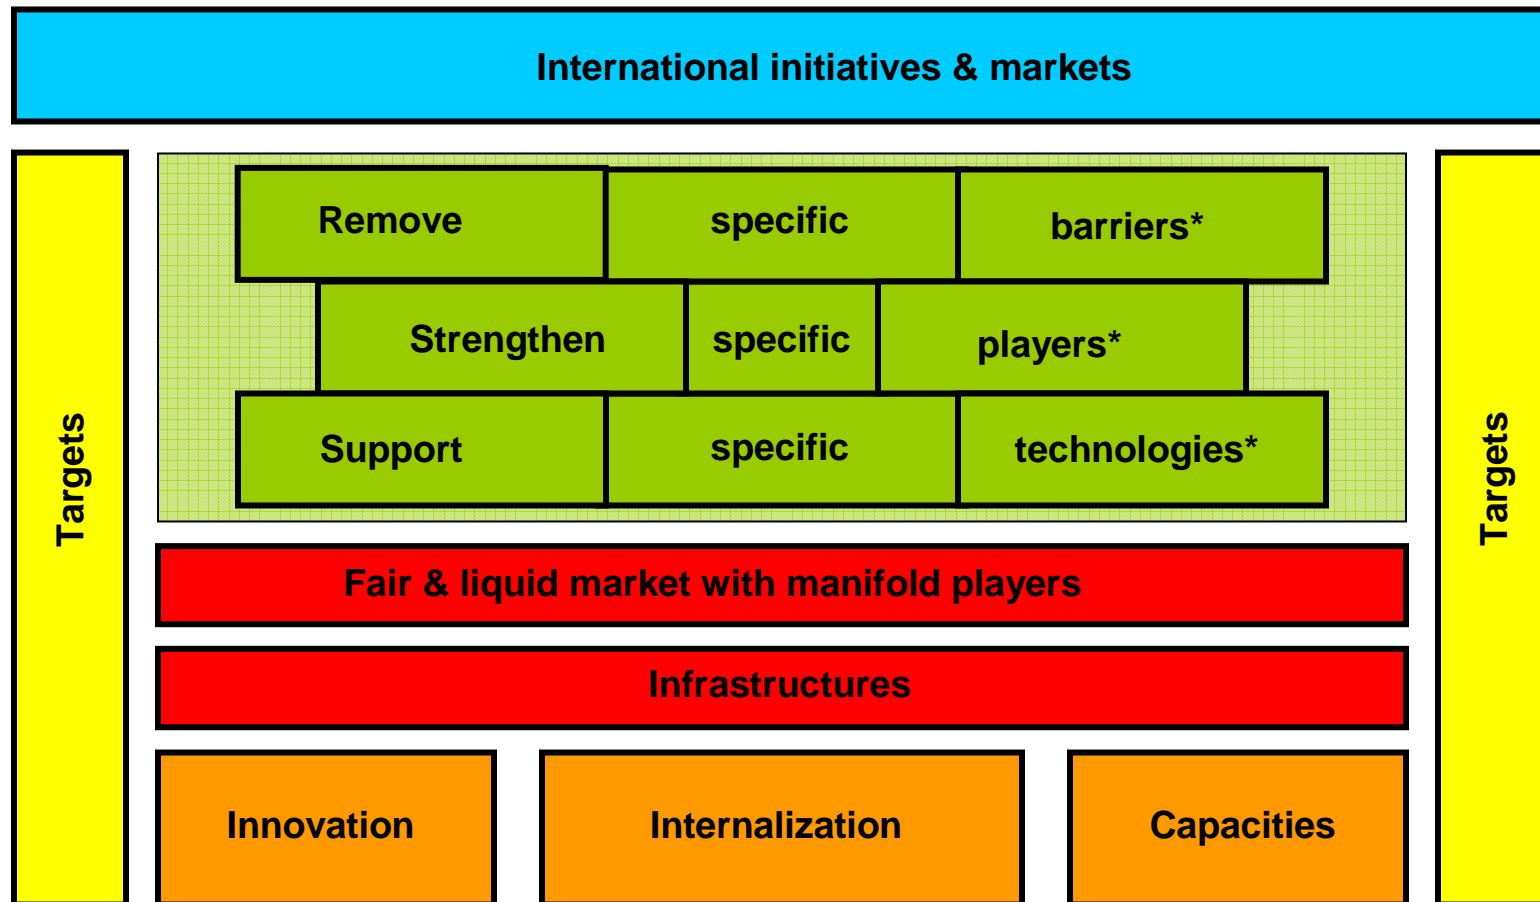 International initiatives & markets
Targets
Remove specific barriers*
Strengthen specific players*
Support specific technologies*
Targets
Fair & liquid market with manifold players
Infrastructures
Innovation Internalization Capacities